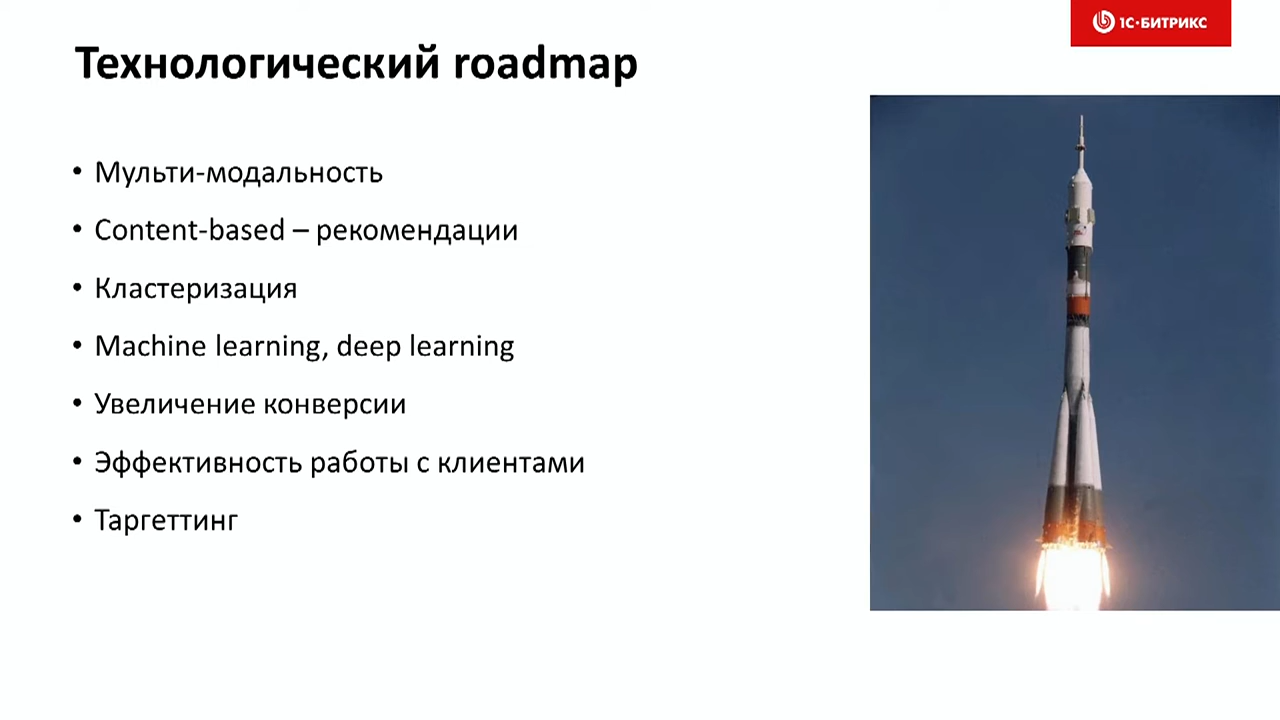 1С·БИТРИКС
Технологический roadmap
• Мульти-модальность
• Content-based – рекомендации
• Кластеризация
• Machine learning, deep learning
• Увеличение конверсии
• Эффективность работы с клиентами
• Таргеттинг